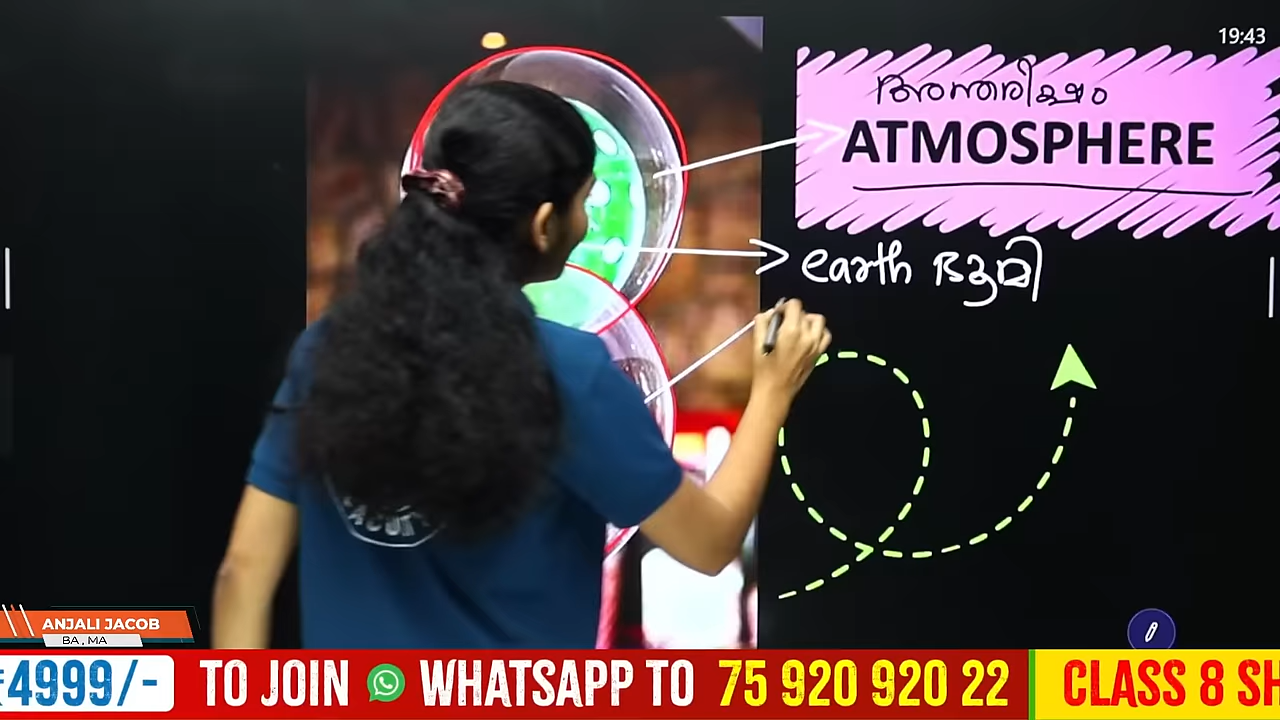 19:43
അന്തരീക്ഷം
ATMOSPHERE
earth ഭൂമി
ANJALI JACOB
BA, MA
₹4999/- TO JOIN WHATSAPP TO 75 920 920 22 CLASS 8